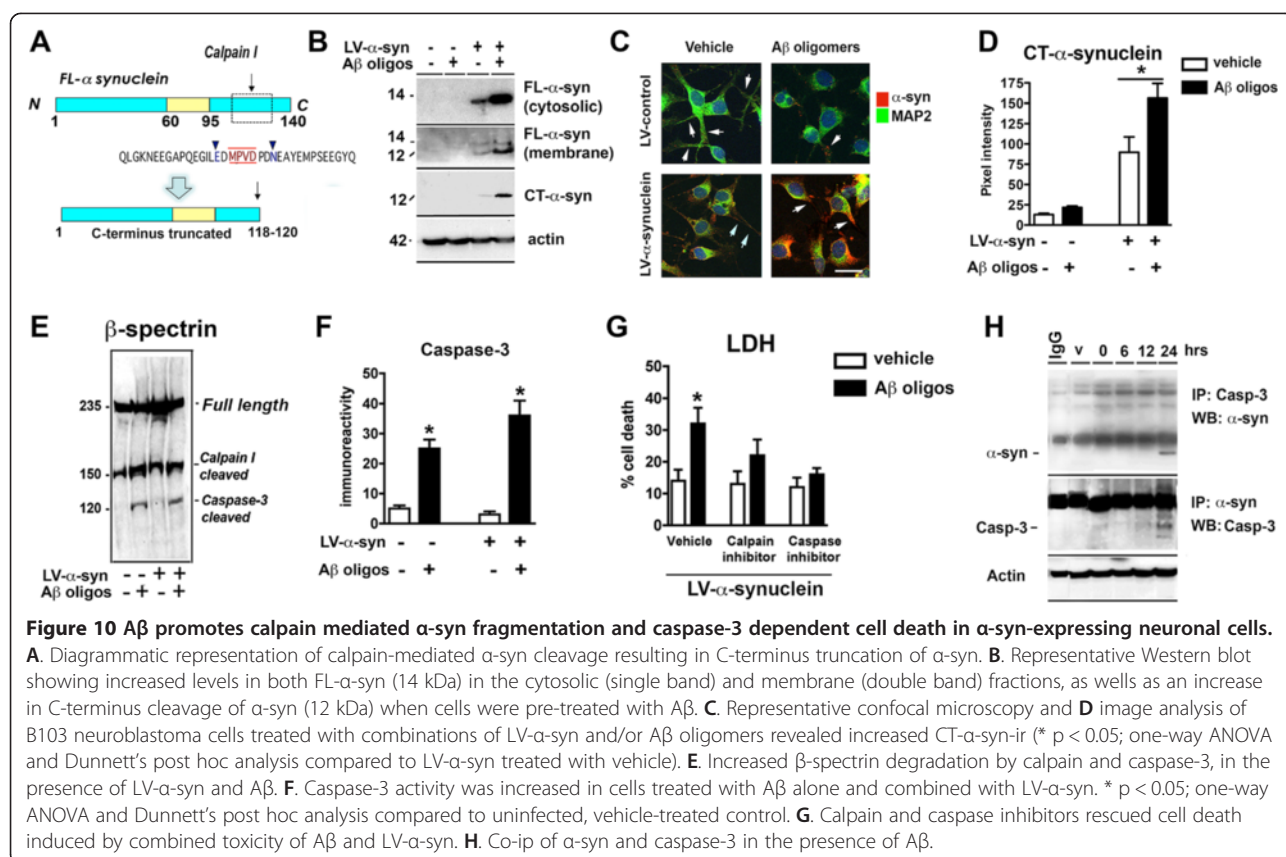 A
Calpain I
FL-α synuclein
N
C
1
60
95
140
QLGKNEEGAPQEGILEDMPVDPDNEAYEMPSEEGYQ
1
C-terminus truncated
118-120
B
LV-α-syn - - + +
Aβ oligos - + - +
14
FL-α-syn
(cytosolic)
14
12
FL-α-syn
(membrane)
12
CT-α-syn
42
actin
C
Vehicle
Aβ oligomers
LV-control
LV-α-synuclein
α-syn
MAP2
D
CT-α-synuclein
vehicle
Aβ oligos
*
Pixel intensity
175
150
125
100
75
50
25
0
LV-α-syn - - + +
Aβ oligos - + - +
E
β-spectrin
235
Full length
150
Calpain I
cleaved
120
Caspase-3
cleaved
LV-α-syn - - + +
Aβ oligos - + - +
F
Caspase-3
immunoreactivity
50
40
30
20
10
0
*
*
LV-α-syn - - + +
Aβ oligos - + - +
G
LDH
vehicle
Aβ oligos
% cell death
50
40
30
20
10
0
*
Vehicle
Calpain
inhibitor
Caspase
inhibitor
LV-α-synuclein
H
IgG v 0 6 12 24 hrs
IP: Casp-3
WB: α-syn
α-syn
IP: α-syn
WB: Casp-3
Casp-3
Actin
Figure 10 Aβ promotes calpain mediated α-syn fragmentation and caspase-3 dependent cell death in α-syn-expressing neuronal cells.
A. Diagrammatic representation of calpain-mediated α-syn cleavage resulting in C-terminus truncation of α-syn. B. Representative Western blot
showing increased levels in both FL-α-syn (14 kDa) in the cytosolic (single band) and membrane (double band) fractions, as wells as an increase
in C-terminus cleavage of α-syn (12 kDa) when cells were pre-treated with Aβ. C. Representative confocal microscopy and D image analysis of
B103 neuroblastoma cells treated with combinations of LV-α-syn and/or Aβ oligomers revealed increased CT-α-syn-ir (* p < 0.05; one-way ANOVA
and Dunnett's post hoc analysis compared to LV-α-syn treated with vehicle). E. Increased β-spectrin degradation by calpain and caspase-3, in the
presence of LV-α-syn and Aβ. F. Caspase-3 activity was increased in cells treated with Aβ alone and combined with LV-α-syn. * p < 0.05; one-way
ANOVA and Dunnett's post hoc analysis compared to uninfected, vehicle-treated control. G. Calpain and caspase inhibitors rescued cell death
induced by combined toxicity of Aβ and LV-α-syn. H. Co-ip of α-syn and caspase-3 in the presence of Aβ.